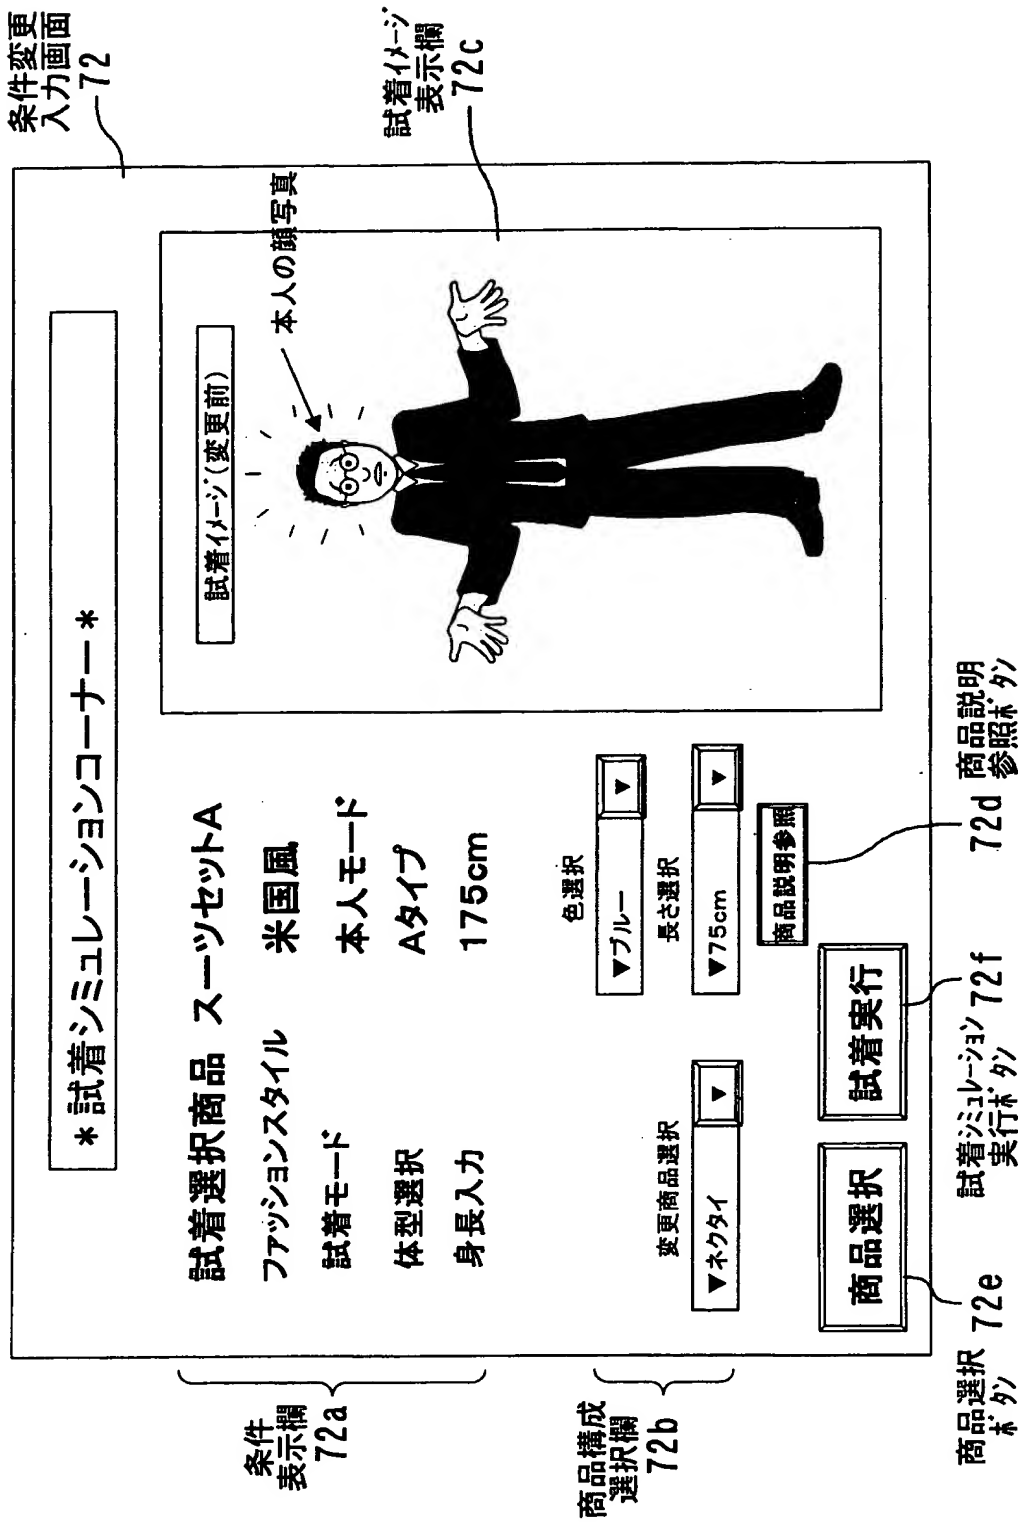 条件変更
入力画面
72
＊試着シミュレーションコーナー＊
試着選択商品 スーツセットA
ファッションスタイル 米国風
試着モード 本人モード
体型選択 Aタイプ
身長入力 175cm
条件
表示欄
72a
試着イメージ(変更前)
本人の顔写真
試着イメージ
表示欄
72c
色選択
▼ブルー ▼
変更商品選択 長さ選択
▼ネクタイ ▼ ▼75cm ▼
商品構成
選択欄
72b
商品説明参照
商品選択 試着実行
商品選択
ボタン
72e
試着シミュレーション
実行ボタン
72f
72d
商品説明
参照ボタン